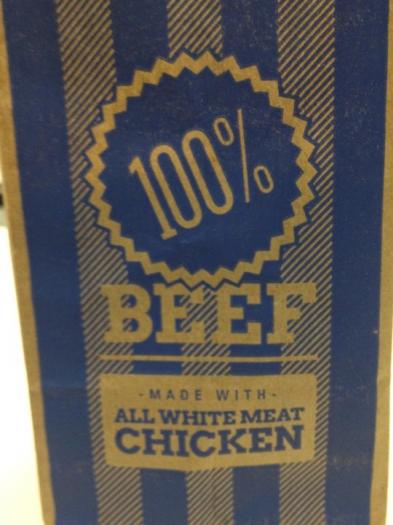 100%
BEEF
-MADE WITH-
ALL WHITE MEAT
CHICKEN